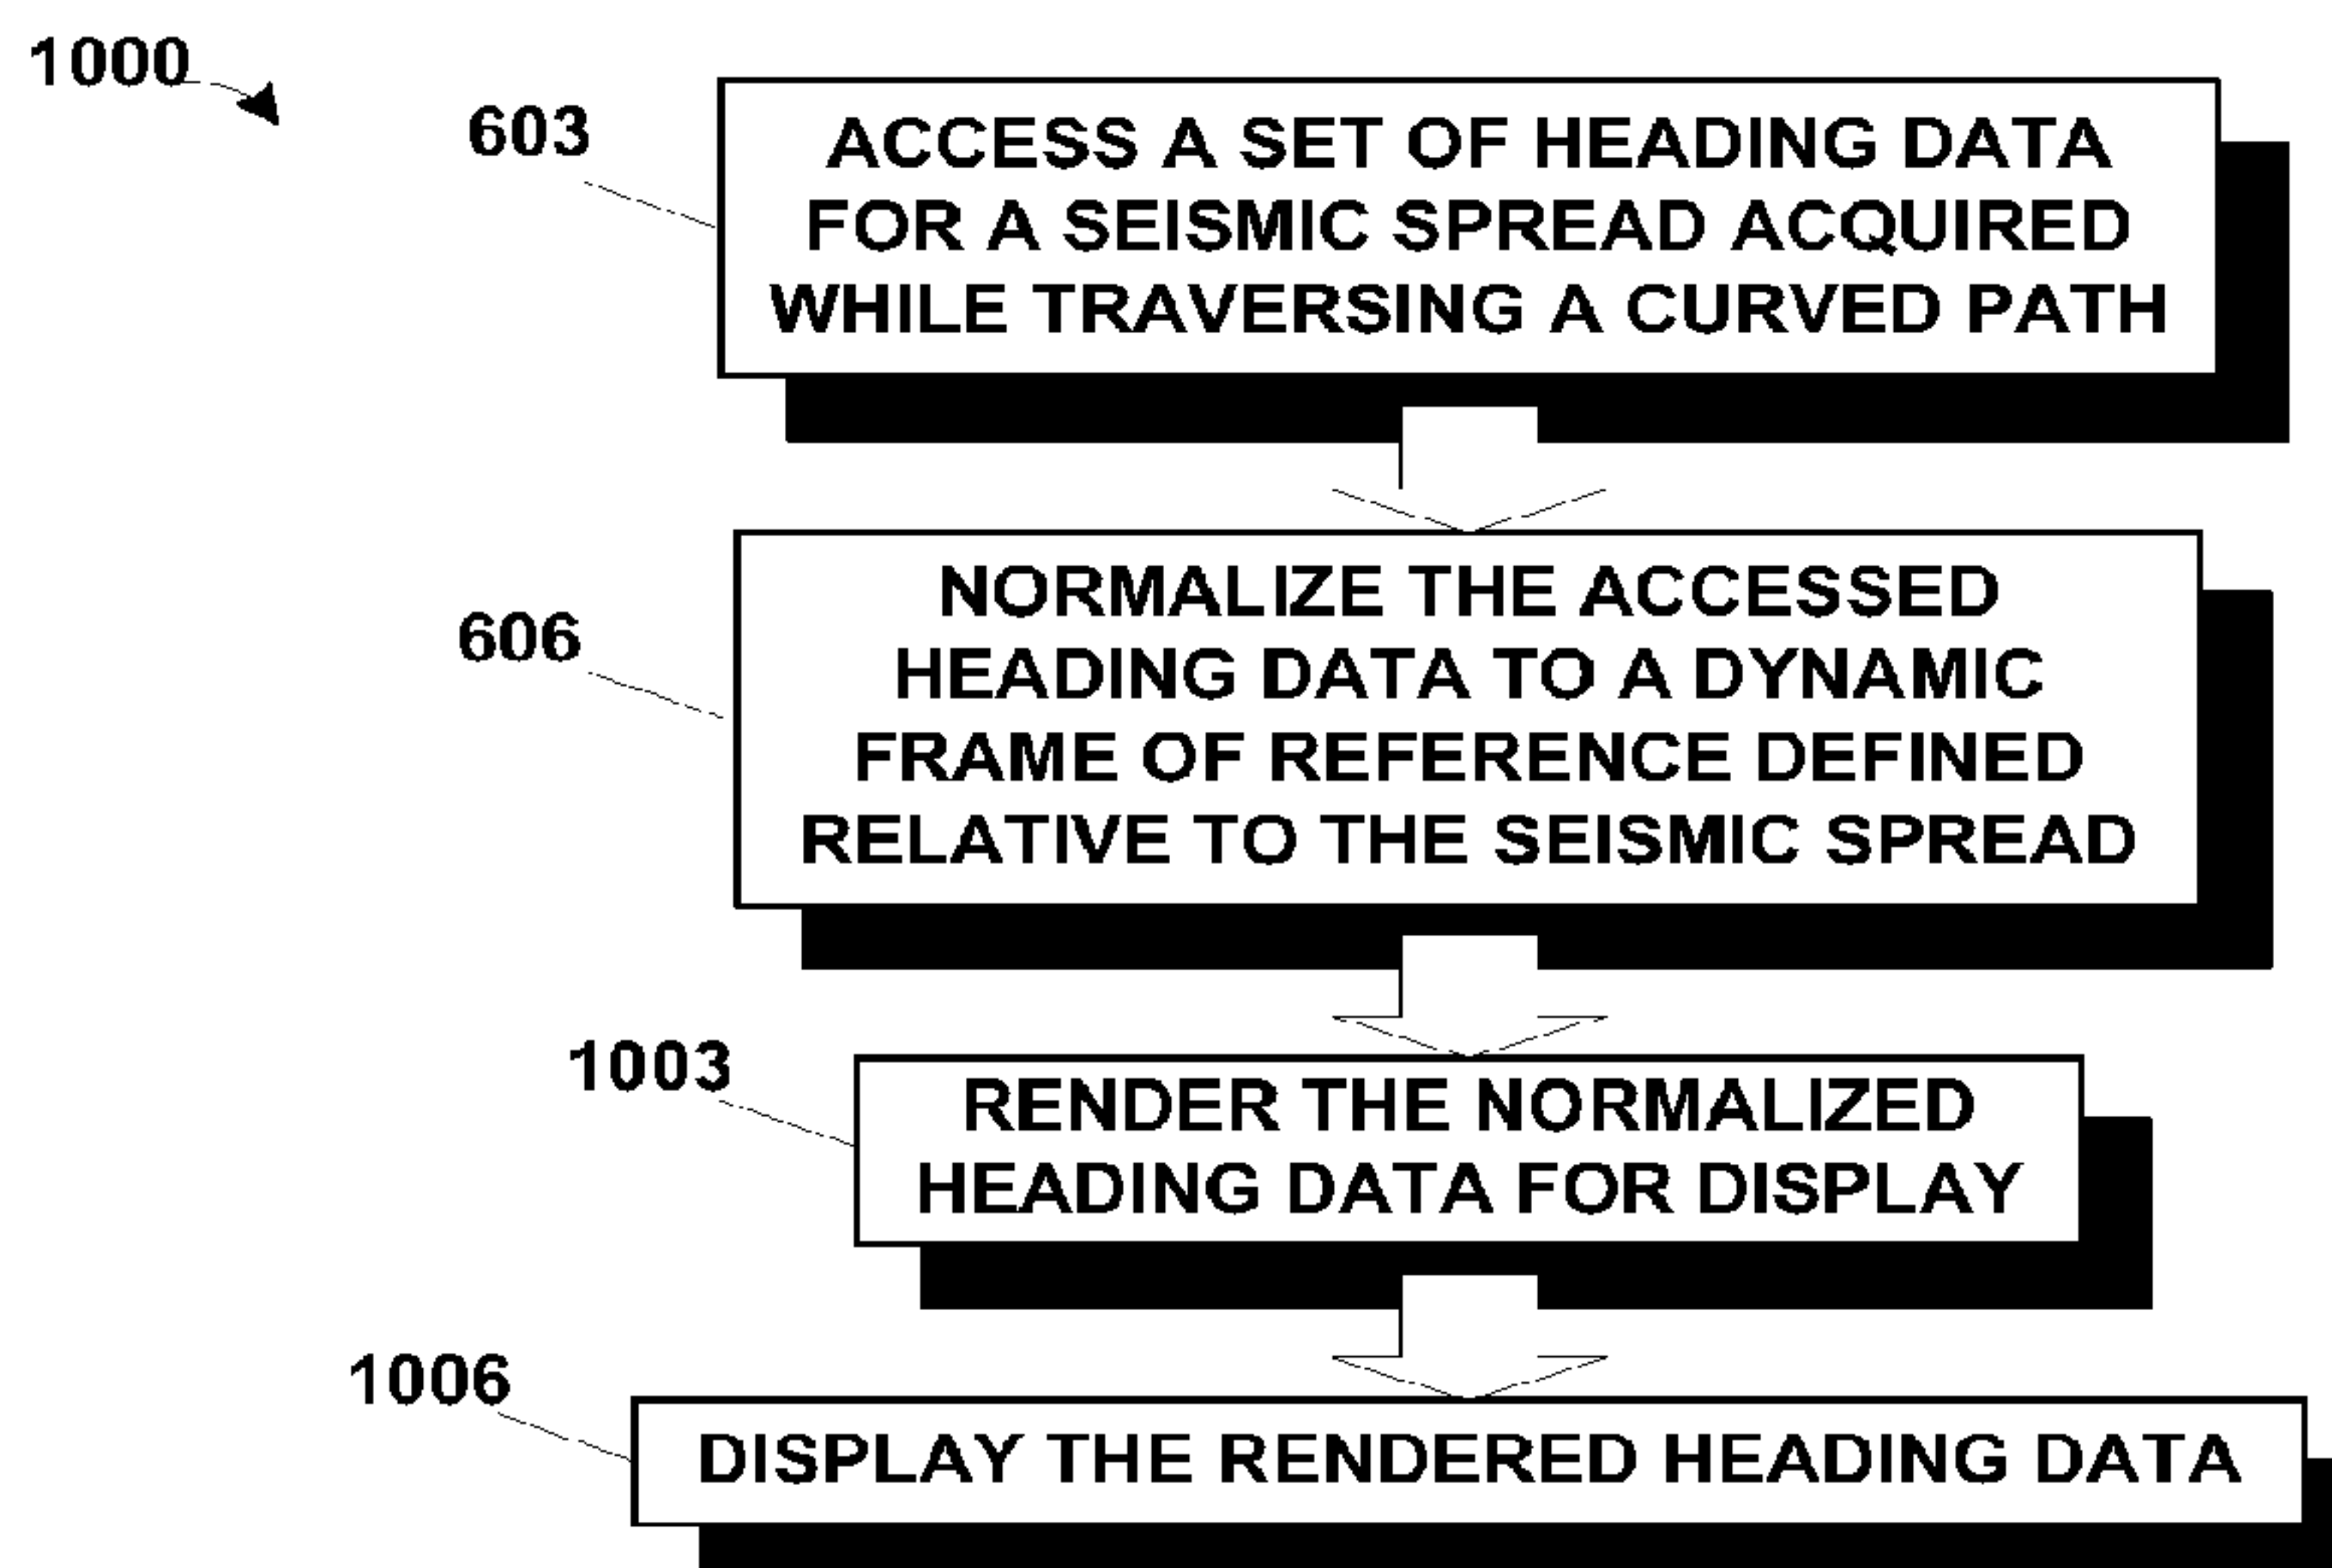 1000
603
ACCESS A SET OF HEADING DATA
FOR A SEISMIC SPREAD ACQUIRED
WHILE TRAVERSING A CURVED PATH
606
NORMALIZE THE ACCESSED
HEADING DATA TO A DYNAMIC
FRAME OF REFERENCE DEFINED
RELATIVE TO THE SEISMIC SPREAD
1003
RENDER THE NORMALIZED
HEADING DATA FOR DISPLAY
1006
DISPLAY THE RENDERED HEADING DATA